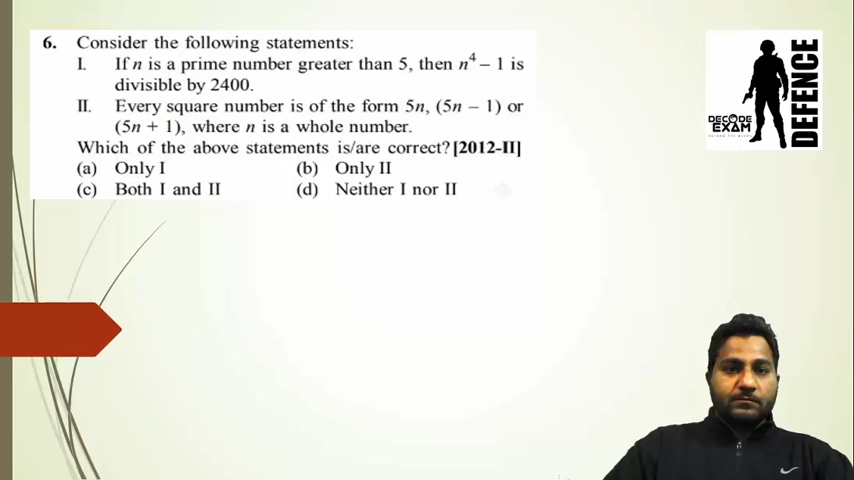 6. Consider the following statements:
I. If n is a prime number greater than 5, then n⁴ – 1 is
divisible by 2400.
II. Every square number is of the form 5n, (5n – 1) or
(5n + 1), where n is a whole number.
Which of the above statements is/are correct? [2012-II]
(a) Only I (b) Only II
(c) Both I and II (d) Neither I nor II
DECODE
EXAM
DEFENCE